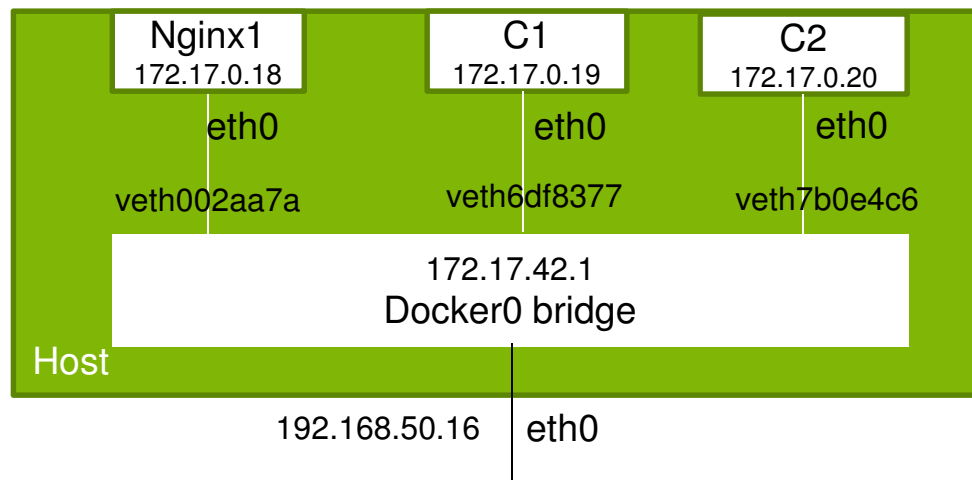 Nginx1
172.17.0.18
C1
172.17.0.19
C2
172.17.0.20
eth0
eth0
eth0
veth002aa7a
veth6df8377
veth7b0e4c6
172.17.42.1
Docker0 bridge
Host
192.168.50.16
eth0